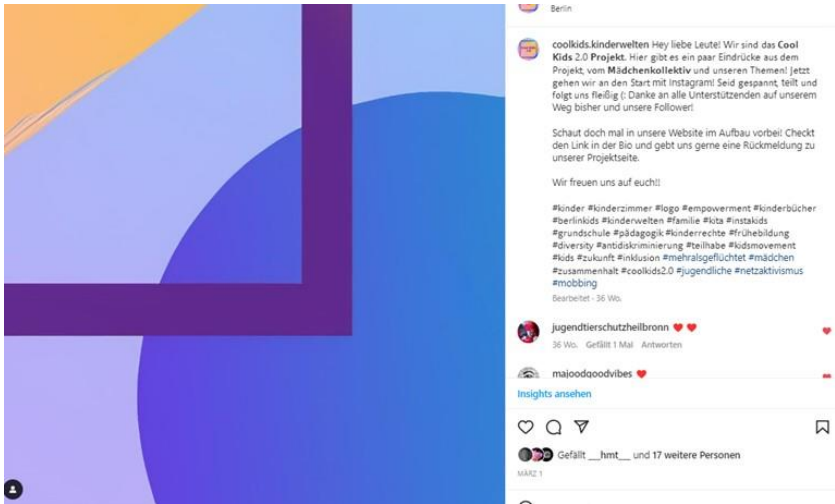 Berlin
coolkids.kinderwelten Hey liebe Leute! Wir sind das Cool
Kids 2.0 Projekt. Hier gibt es ein paar Eindrücke aus dem
Projekt, vom Mädchenkollektiv und unseren Themen! Jetzt
gehen wir an den Start mit Instagram! Seid gespannt, teilt und
folgt uns fleißig (: Danke an alle Unterstützenden auf unserem
Weg bisher und unsere Follower!
Schaut doch mal in unsere Website im Aufbau vorbei! Checkt
den Link in der Bio und gebt uns gerne eine Rückmeldung zu
unserer Projektseite.
Wir freuen uns auf euch!!
#kinder #kinderzimmer #logo #empowerment #kinderbücher
#berlinkids #kinderwelten #familie #kita #instakids
#grundschule #pädagogik #kinderrechte #frühebildung
#diversity #antidiskriminierung #teilhabe #kidsmovement
#kids #zukunft #inklusion #mehralsgeflüchtet #mädchen
#zusammenhalt #coolkids2.0 #jugendliche #netzaktivismus
#mobbing
Bearbeitet · 36 Wo.
jugendtierschutzheilbronn ❤️ ❤️
36 Wo. Gefällt 1 Mal Antworten
majoodgoodvibes ❤️
Insights ansehen
Gefällt __hmt__ und 17 weitere Personen
MÄRZ 1